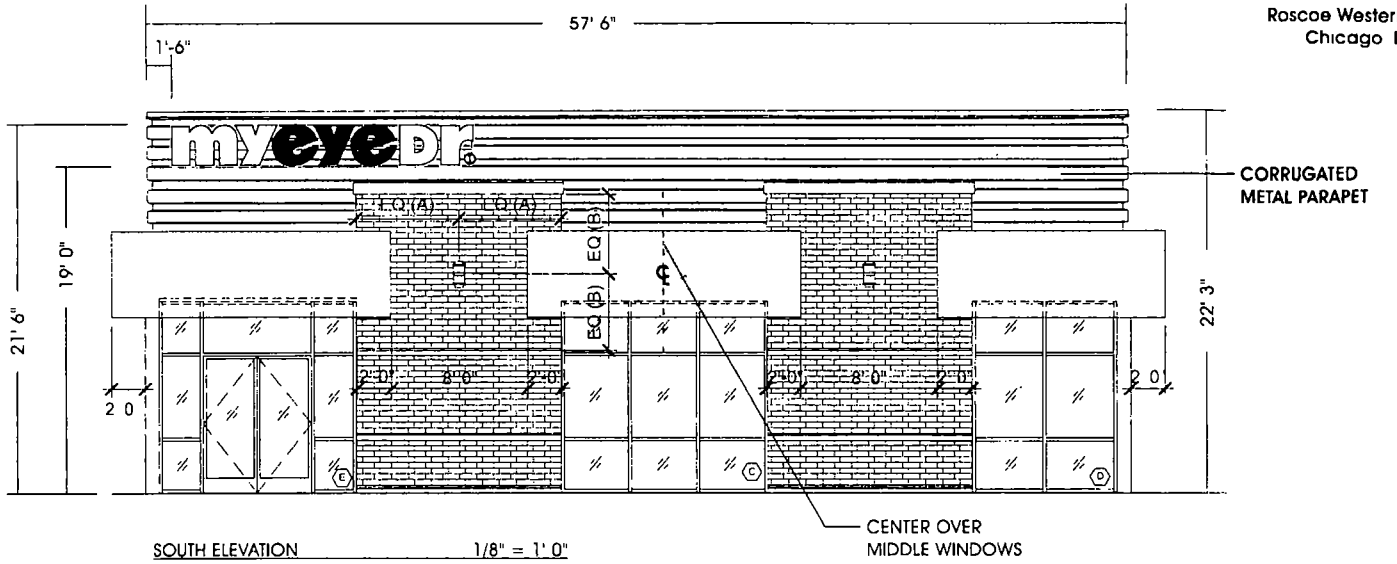 Roscoe Wester
Chicago I
57' 6"
1'-6"
myeyeDr.
CORRUGATED
METAL PARAPET
EQ (A)
EQ (A)
EQ (B)
EQ (B)
21' 6"
19' 0"
22' 3"
2' 0"
8' 0"
2'-0"
2'-0"
8' 0"
2' 0"
2 0
2 0
E
C
D
CENTER OVER
MIDDLE WINDOWS
SOUTH ELEVATION 1/8" = 1' 0"